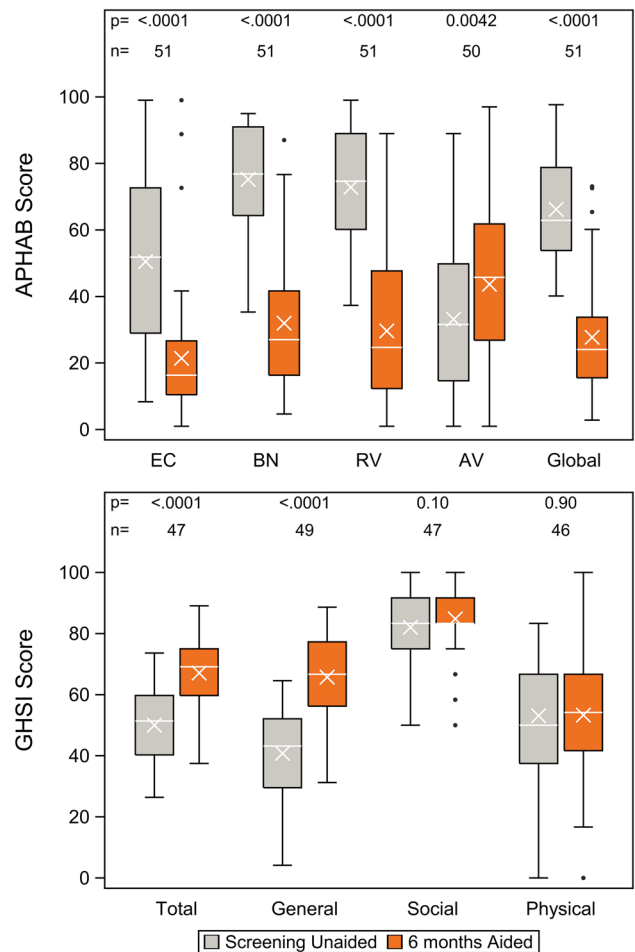 p= <.0001 <.0001 <.0001 0.0042 <.0001
n= 51 51 51 50 51
100
80
60
40
20
0
APHAB Score
EC BN RV AV Global
p= <.0001 <.0001 0.10 0.90
n= 47 49 47 46
100
80
60
40
20
0
GHSI Score
Total General Social Physical
Screening Unaided 6 months Aided